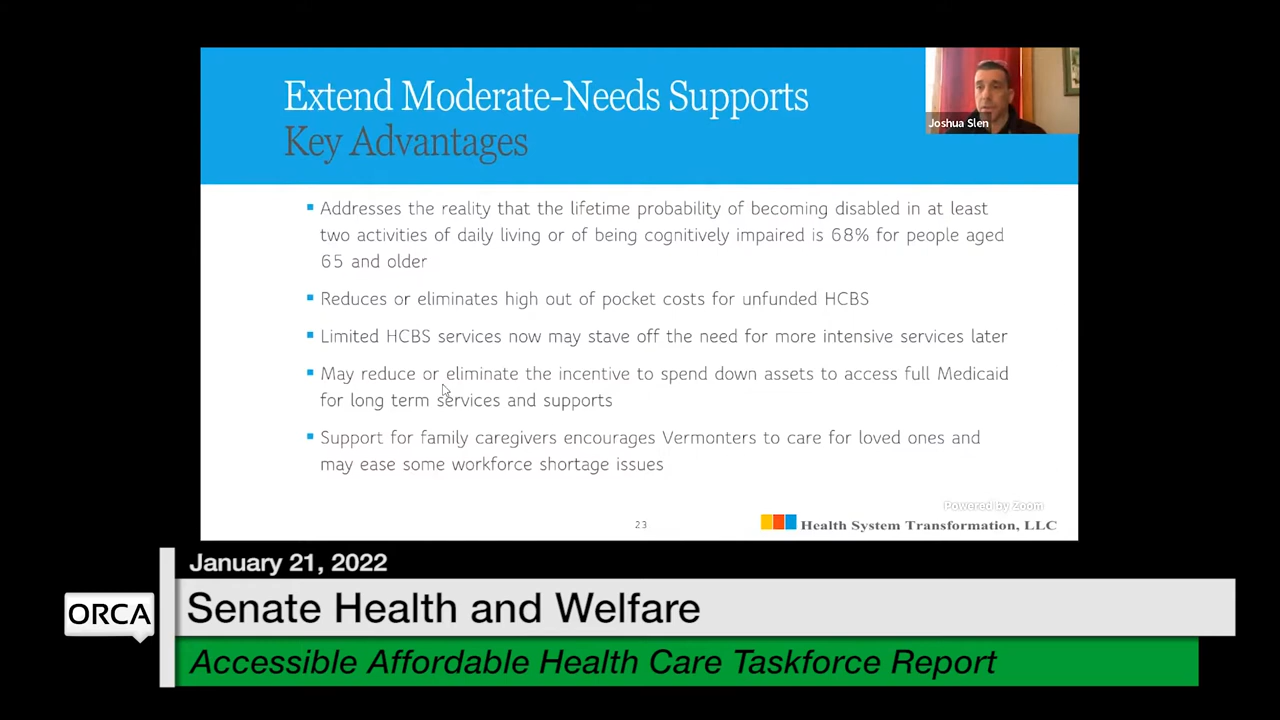 Extend Moderate-Needs Supports
Key Advantages
Joshua Slen
Addresses the reality that the lifetime probability of becoming disabled in at least
two activities of daily living or of being cognitively impaired is 68% for people aged
65 and older
Reduces or eliminates high out of pocket costs for unfunded HCBS
Limited HCBS services now may stave off the need for more intensive services later
May reduce or eliminate the incentive to spend down assets to access full Medicaid
for long term services and supports
Support for family caregivers encourages Vermonters to care for loved ones and
may ease some workforce shortage issues
Powered by Zoom
23
Health System Transformation, LLC
January 21, 2022
ORCA
Senate Health and Welfare
Accessible Affordable Health Care Taskforce Report